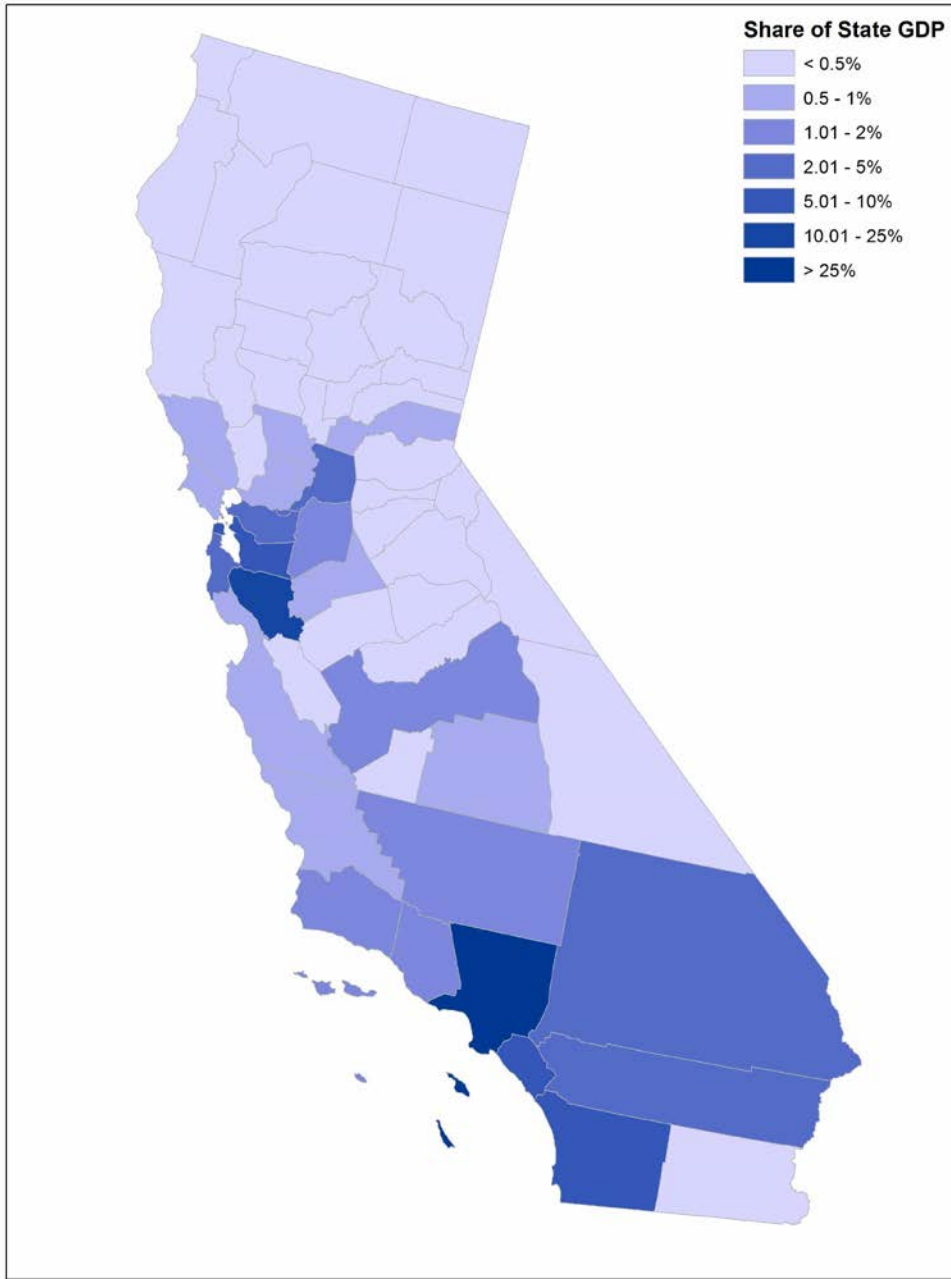 Share of State GDP
< 0.5%
0.5 - 1%
1.01 - 2%
2.01 - 5%
5.01 - 10%
10.01 - 25%
> 25%